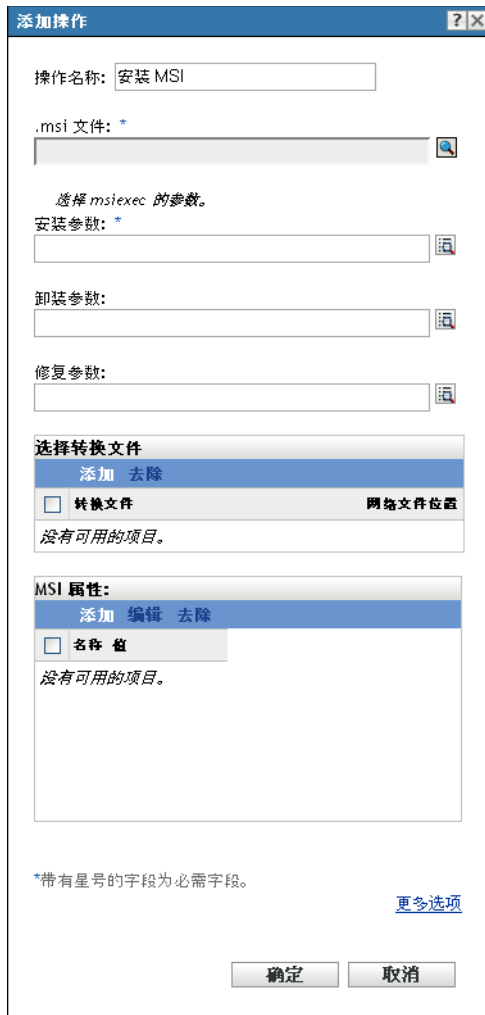 添加操作 ? X
操作名称: 安装 MSI
.msi 文件: *
选择 msiexec 的参数。
安装参数: *
卸装参数:
修复参数:
选择转换文件
添加 去除
转换文件 网络文件位置
没有可用的项目。
MSI 属性:
添加 编辑 去除
名称 值
没有可用的项目。
*带有星号的字段为必需字段。
更多选项
确定 取消